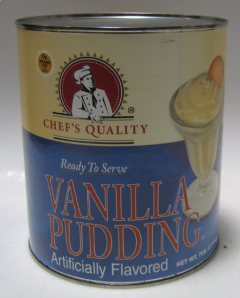 CHEF'S QUALITY
Ready To Serve
VANILLA
PUDDING
Artificially Flavored
NET WT.